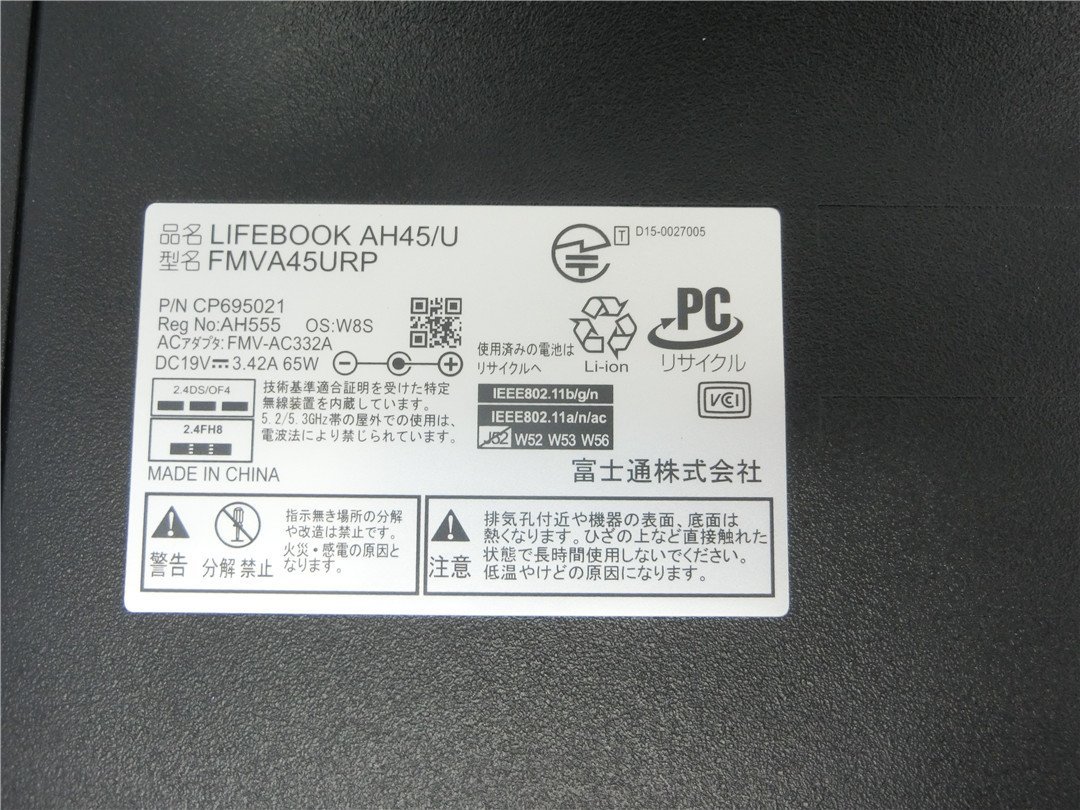 品名 LIFEBOOK AH45/U
型名 FMVA45URP
T D15-0027005
P/N CP695021
Reg No:AH555 OS:W8S
ACアダプタ:FMV-AC332A
DC19V 3.42A 65W
使用済みの電池は
リサイクルへ
Li-ion
PC
リサイクル
2.4DS/OF4
2.4FH8
技術基準適合証明を受けた特定
無線装置を内蔵しています。
5.2/5.3GHz帯の屋外での使用は、
電波法により禁じられています。
IEEE802.11b/g/n
IEEE802.11a/n/ac
J52 W52 W53 W56
VCI
MADE IN CHINA
富士通株式会社
警告
分解禁止
指示無き場所の分解
や改造は禁止です。
火災・感電の原因と
なります。
注意
排気孔付近や機器の表面、底面は
熱くなります。ひざの上など直接触れた
状態で長時間使用しないでください。
低温やけどの原因になります。